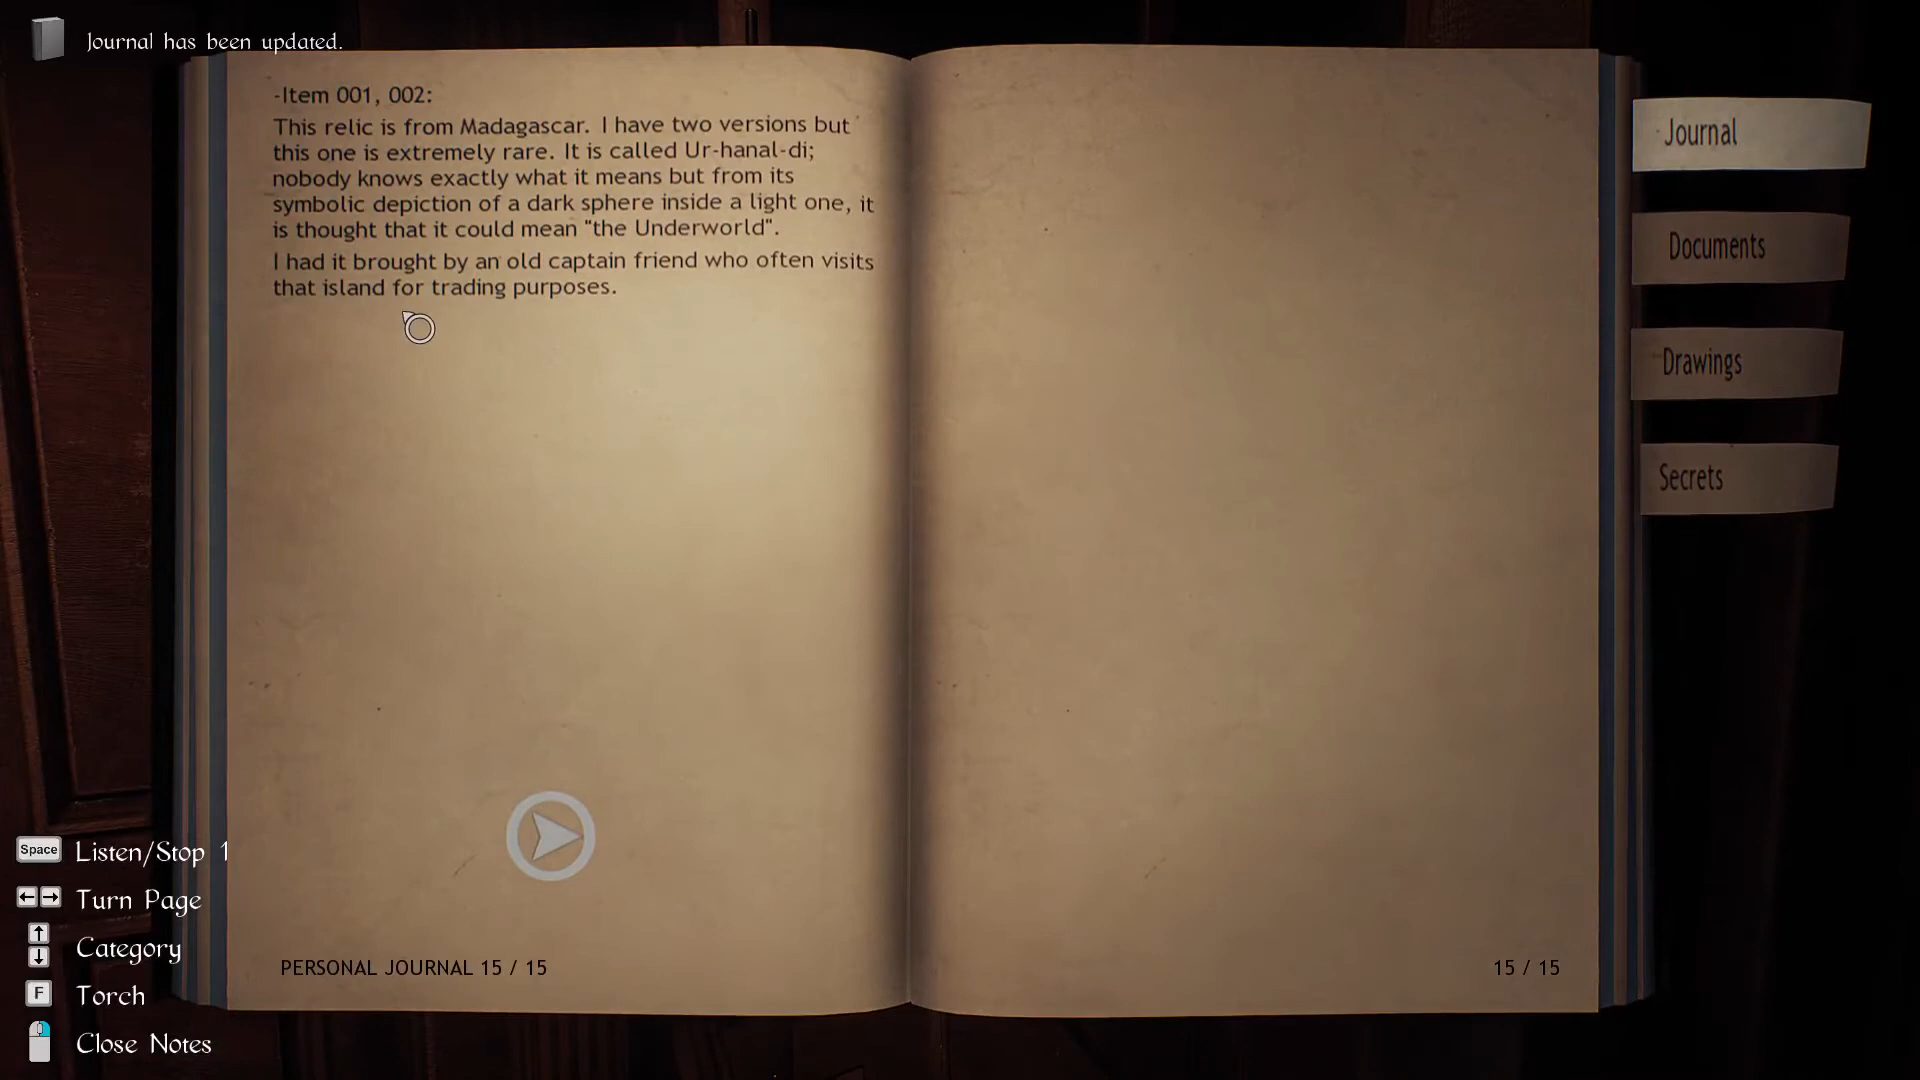 Journal has been updated.
-Item 001, 002:
This relic is from Madagascar. I have two versions but
this one is extremely rare. It is called Ur-hanal-di;
nobody knows exactly what it means but from its
symbolic depiction of a dark sphere inside a light one, it
is thought that it could mean "the Underworld".
I had it brought by an old captain friend who often visits
that island for trading purposes.
Journal
Documents
Drawings
Secrets
Space Listen/Stop 1
Turn Page
Category
F Torch
Close Notes
PERSONAL JOURNAL 15 / 15
15 / 15